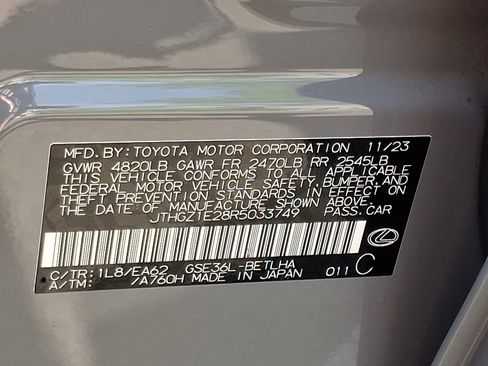 MFD. BY: TOYOTA MOTOR CORPORATION 11/23
GVWR 4820LB GAWR FR 2470LB RR 2545LB
THIS VEHICLE CONFORMS TO ALL APPLICABLE
FEDERAL MOTOR VEHICLE SAFETY, BUMPER, AND
THEFT PREVENTION STANDARDS IN EFFECT ON
THE DATE OF MANUFACTURE SHOWN ABOVE.
JTHGZ1E28R5033749 PASS. CAR
C/TR: 1L8/EA62 GSE36L-BETLHA
A/TM: /A760H MADE IN JAPAN 011 C